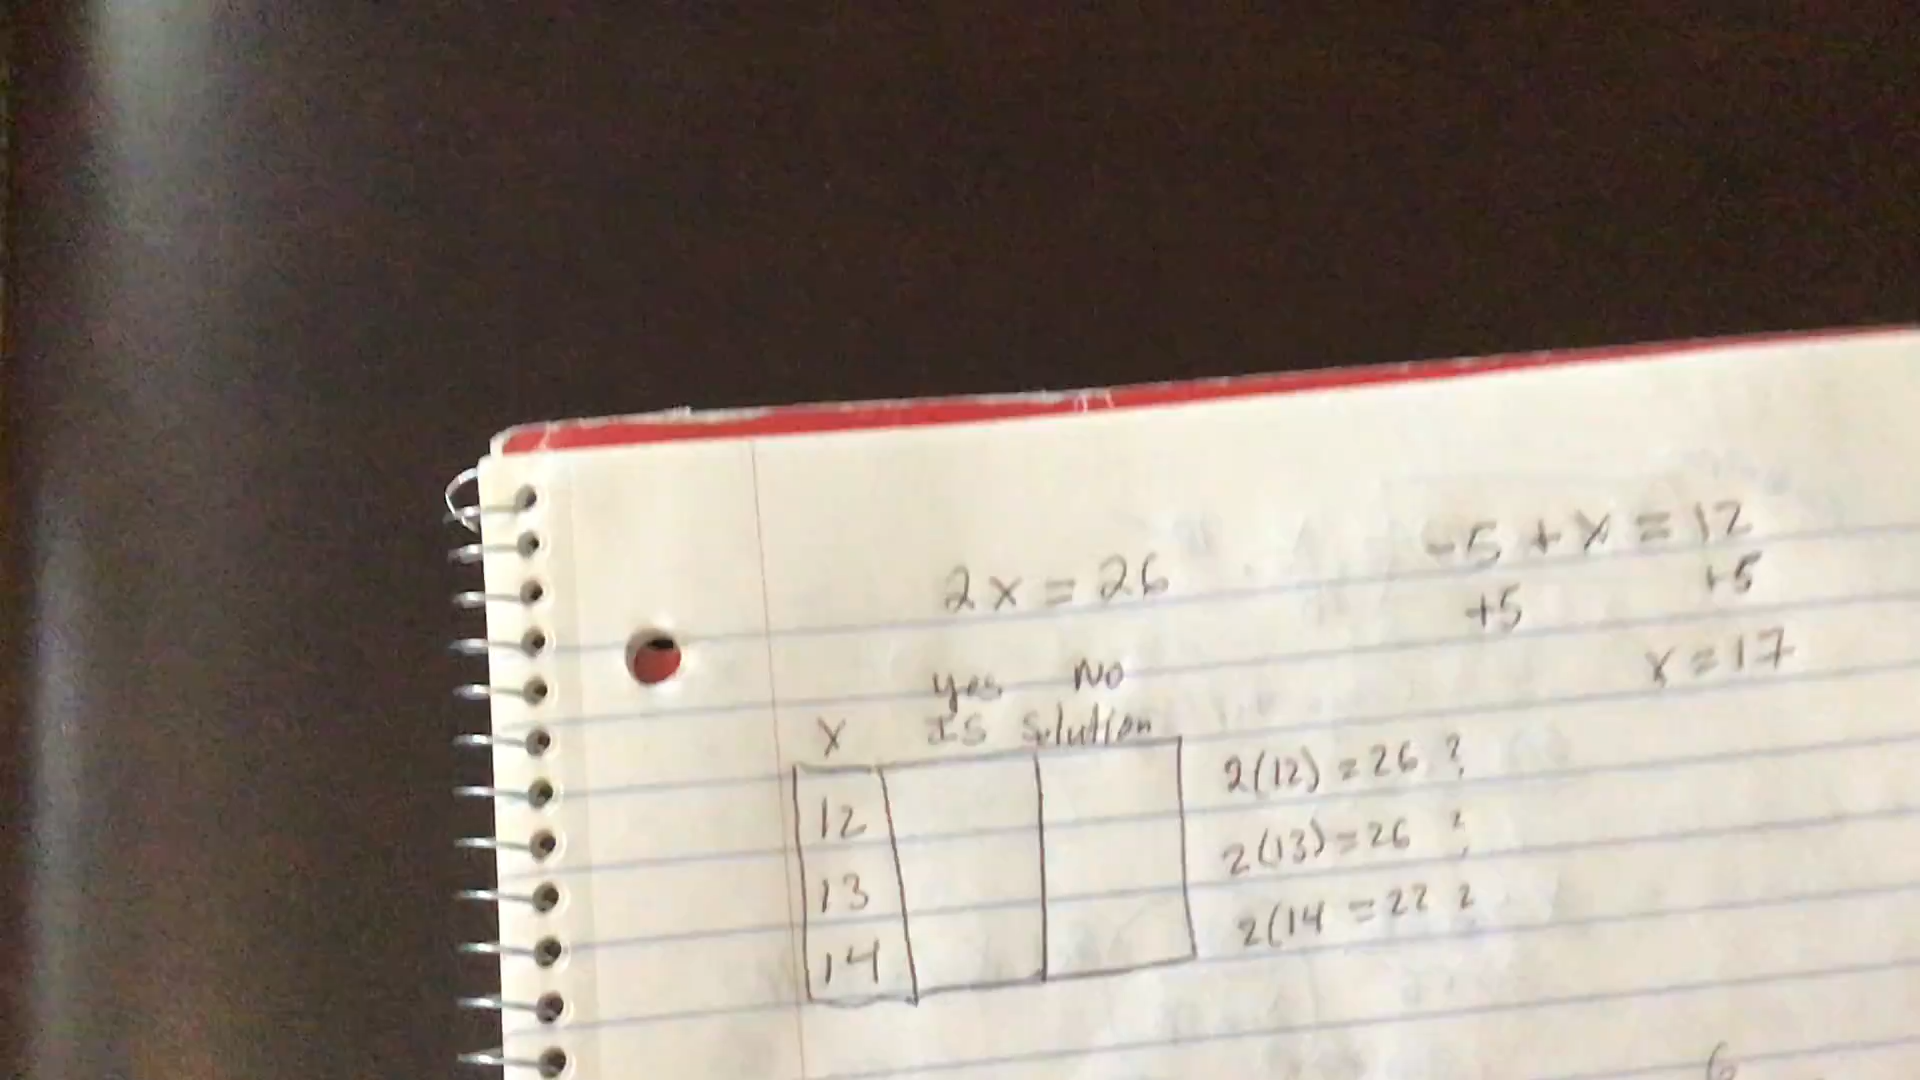 2x = 26
-5 + x = 12
+5 +5
x = 17
Yes No
X Is Solution
12
13
14
2(12) = 26 ?
2(13) = 26 ?
2(14 = 22 ?
6